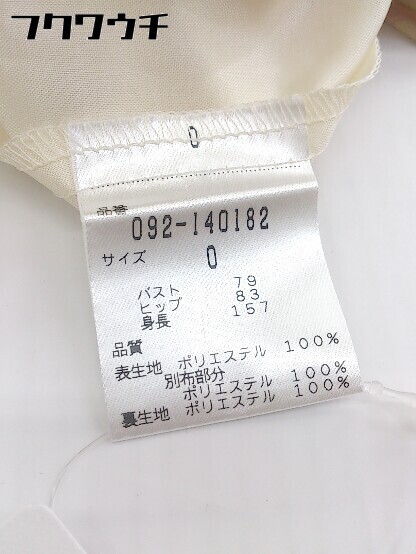 フクワウチ
0
品番
092-140182
サイズ 0
バスト 79
ヒップ 83
身長 157
品質
表生地 ポリエステル 100%
別布部分
ポリエステル 100%
裏生地 ポリエステル 100%